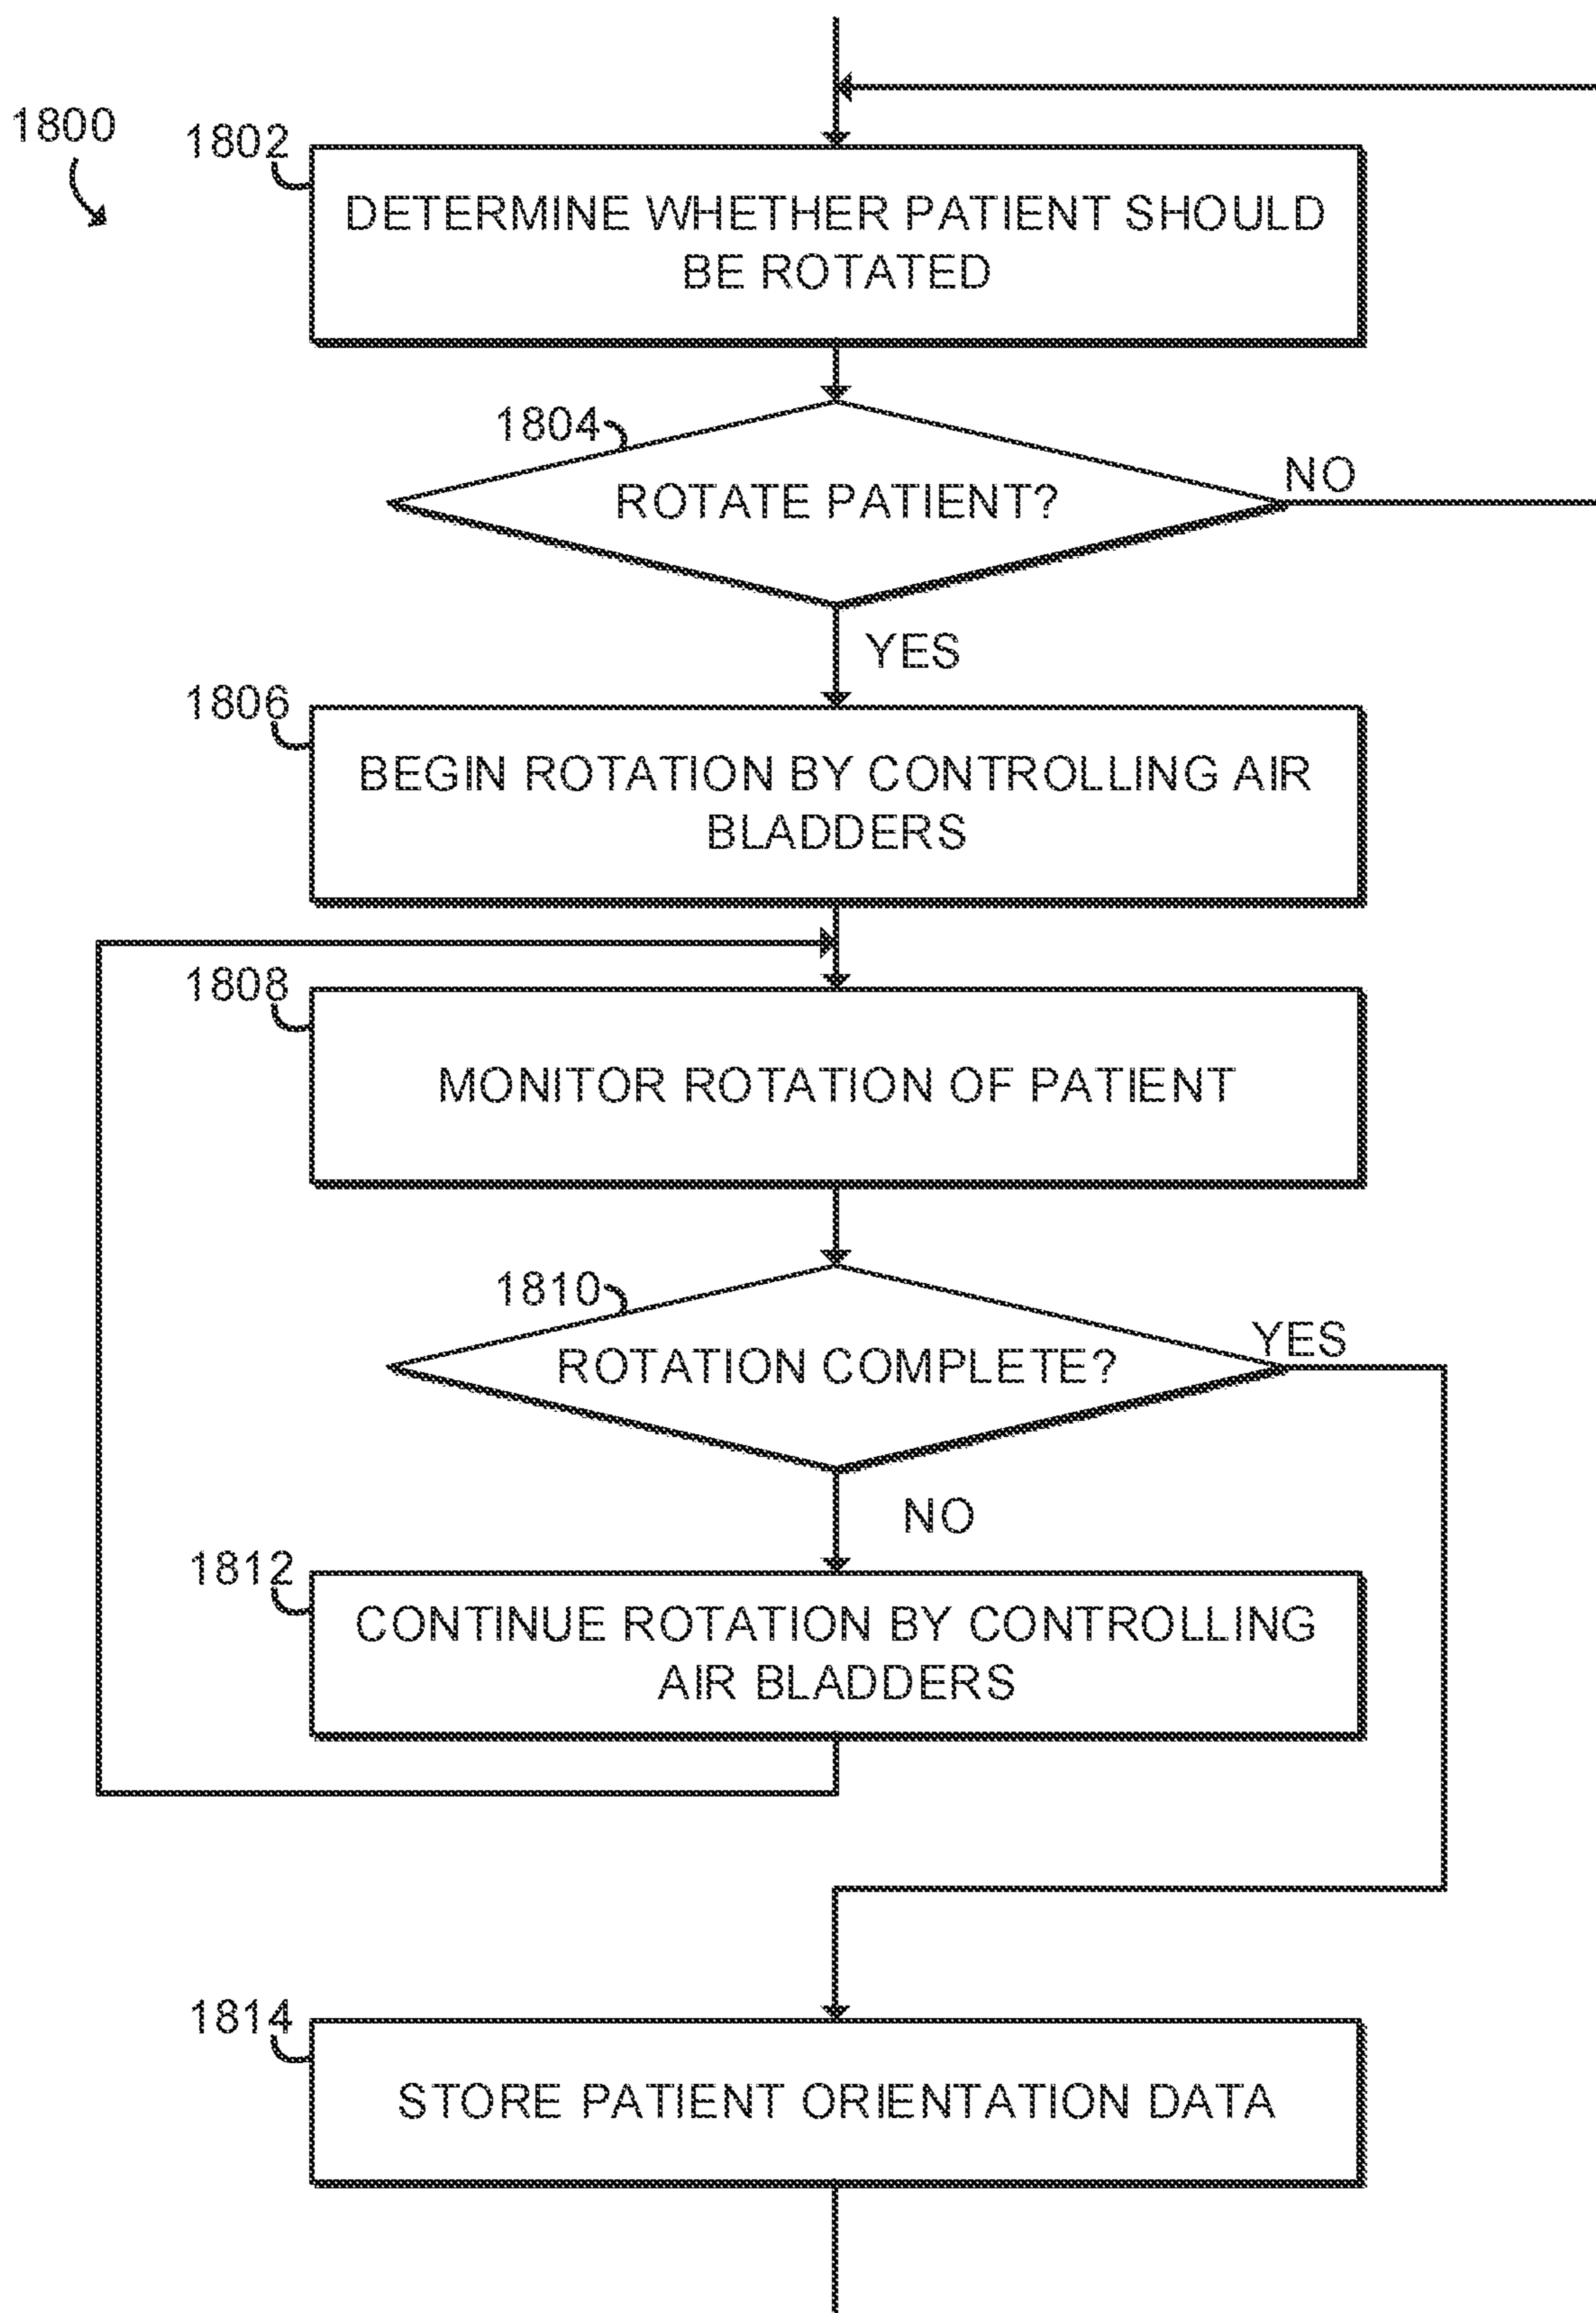 1800
1802
DETERMINE WHETHER PATIENT SHOULD
BE ROTATED
1804
ROTATE PATIENT?
NO
YES
1806
BEGIN ROTATION BY CONTROLLING AIR
BLADDERS
1808
MONITOR ROTATION OF PATIENT
1810
ROTATION COMPLETE?
YES
NO
1812
CONTINUE ROTATION BY CONTROLLING
AIR BLADDERS
1814
STORE PATIENT ORIENTATION DATA